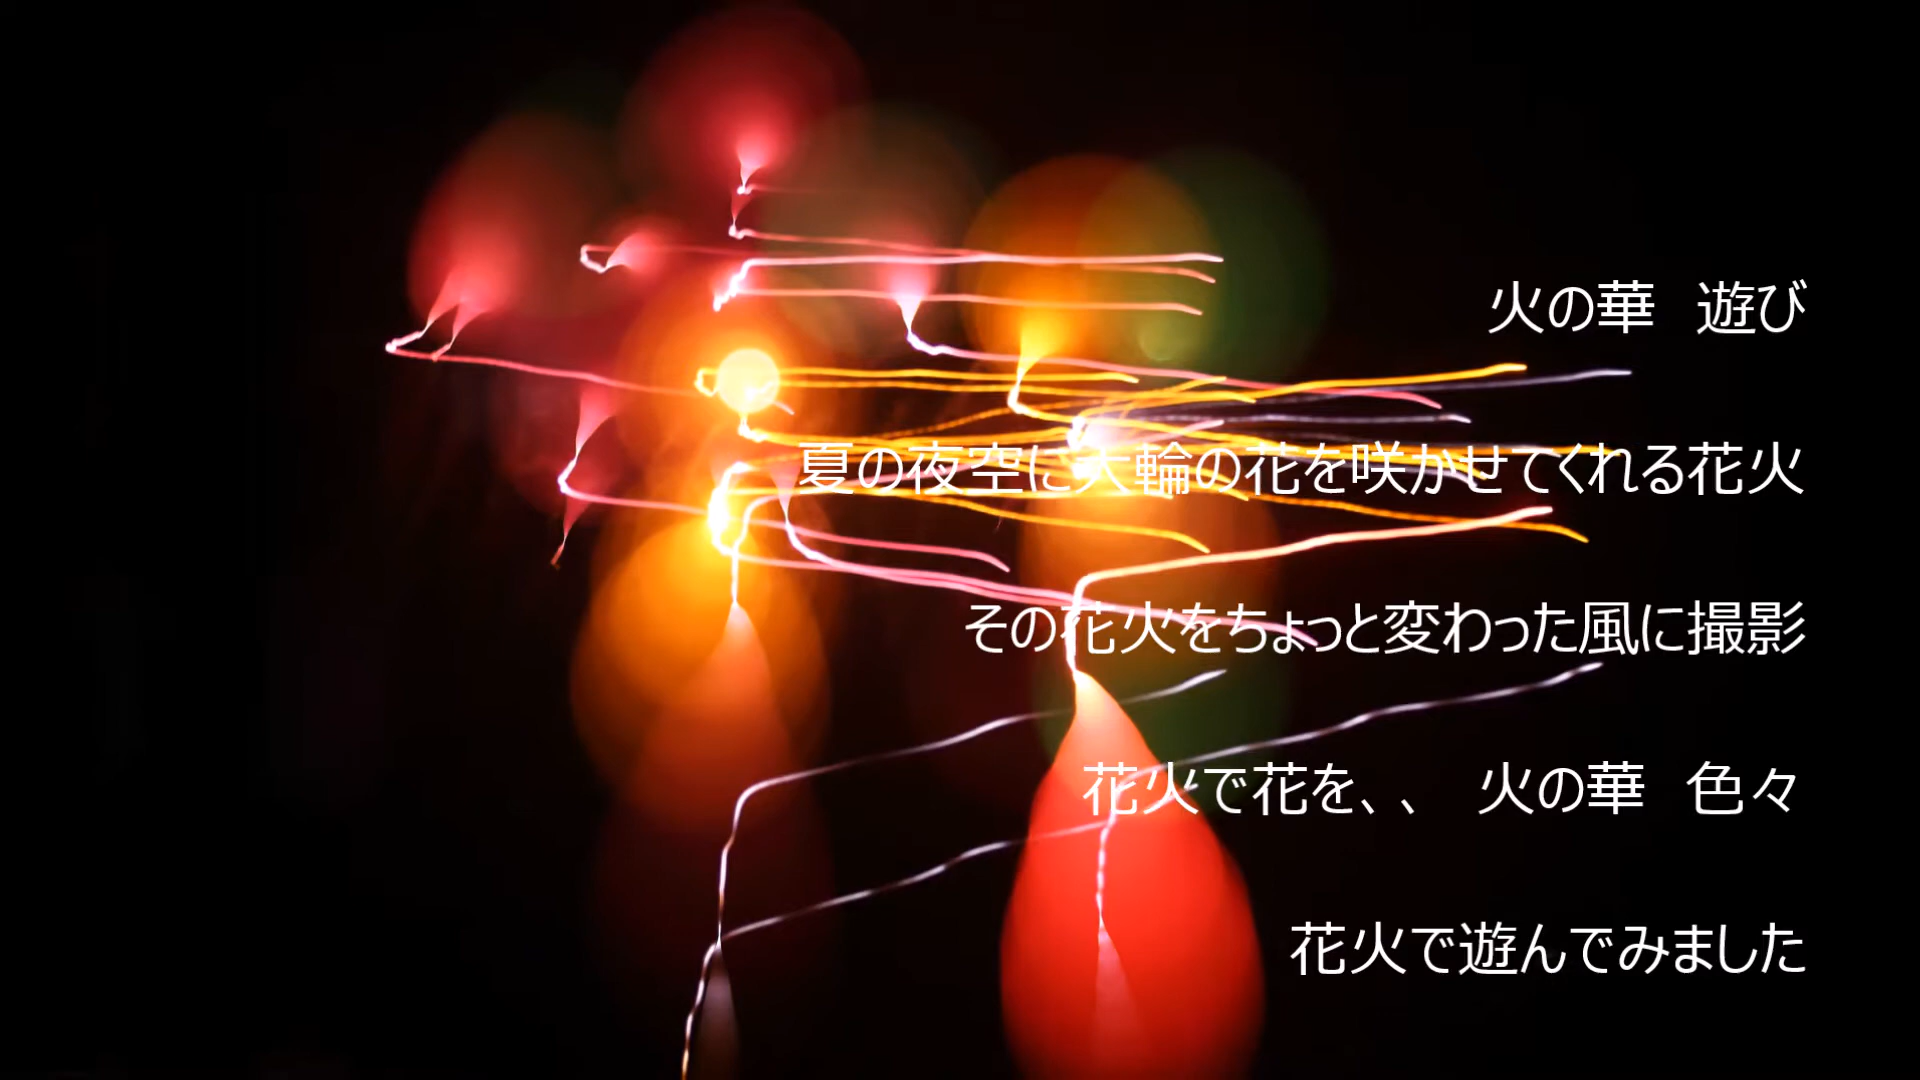 火の華　遊び
夏の夜空に大輪の花を咲かせてくれる花火
その花火をちょっと変わった風に撮影
花火で花を、、　火の華　色々
花火で遊んでみました